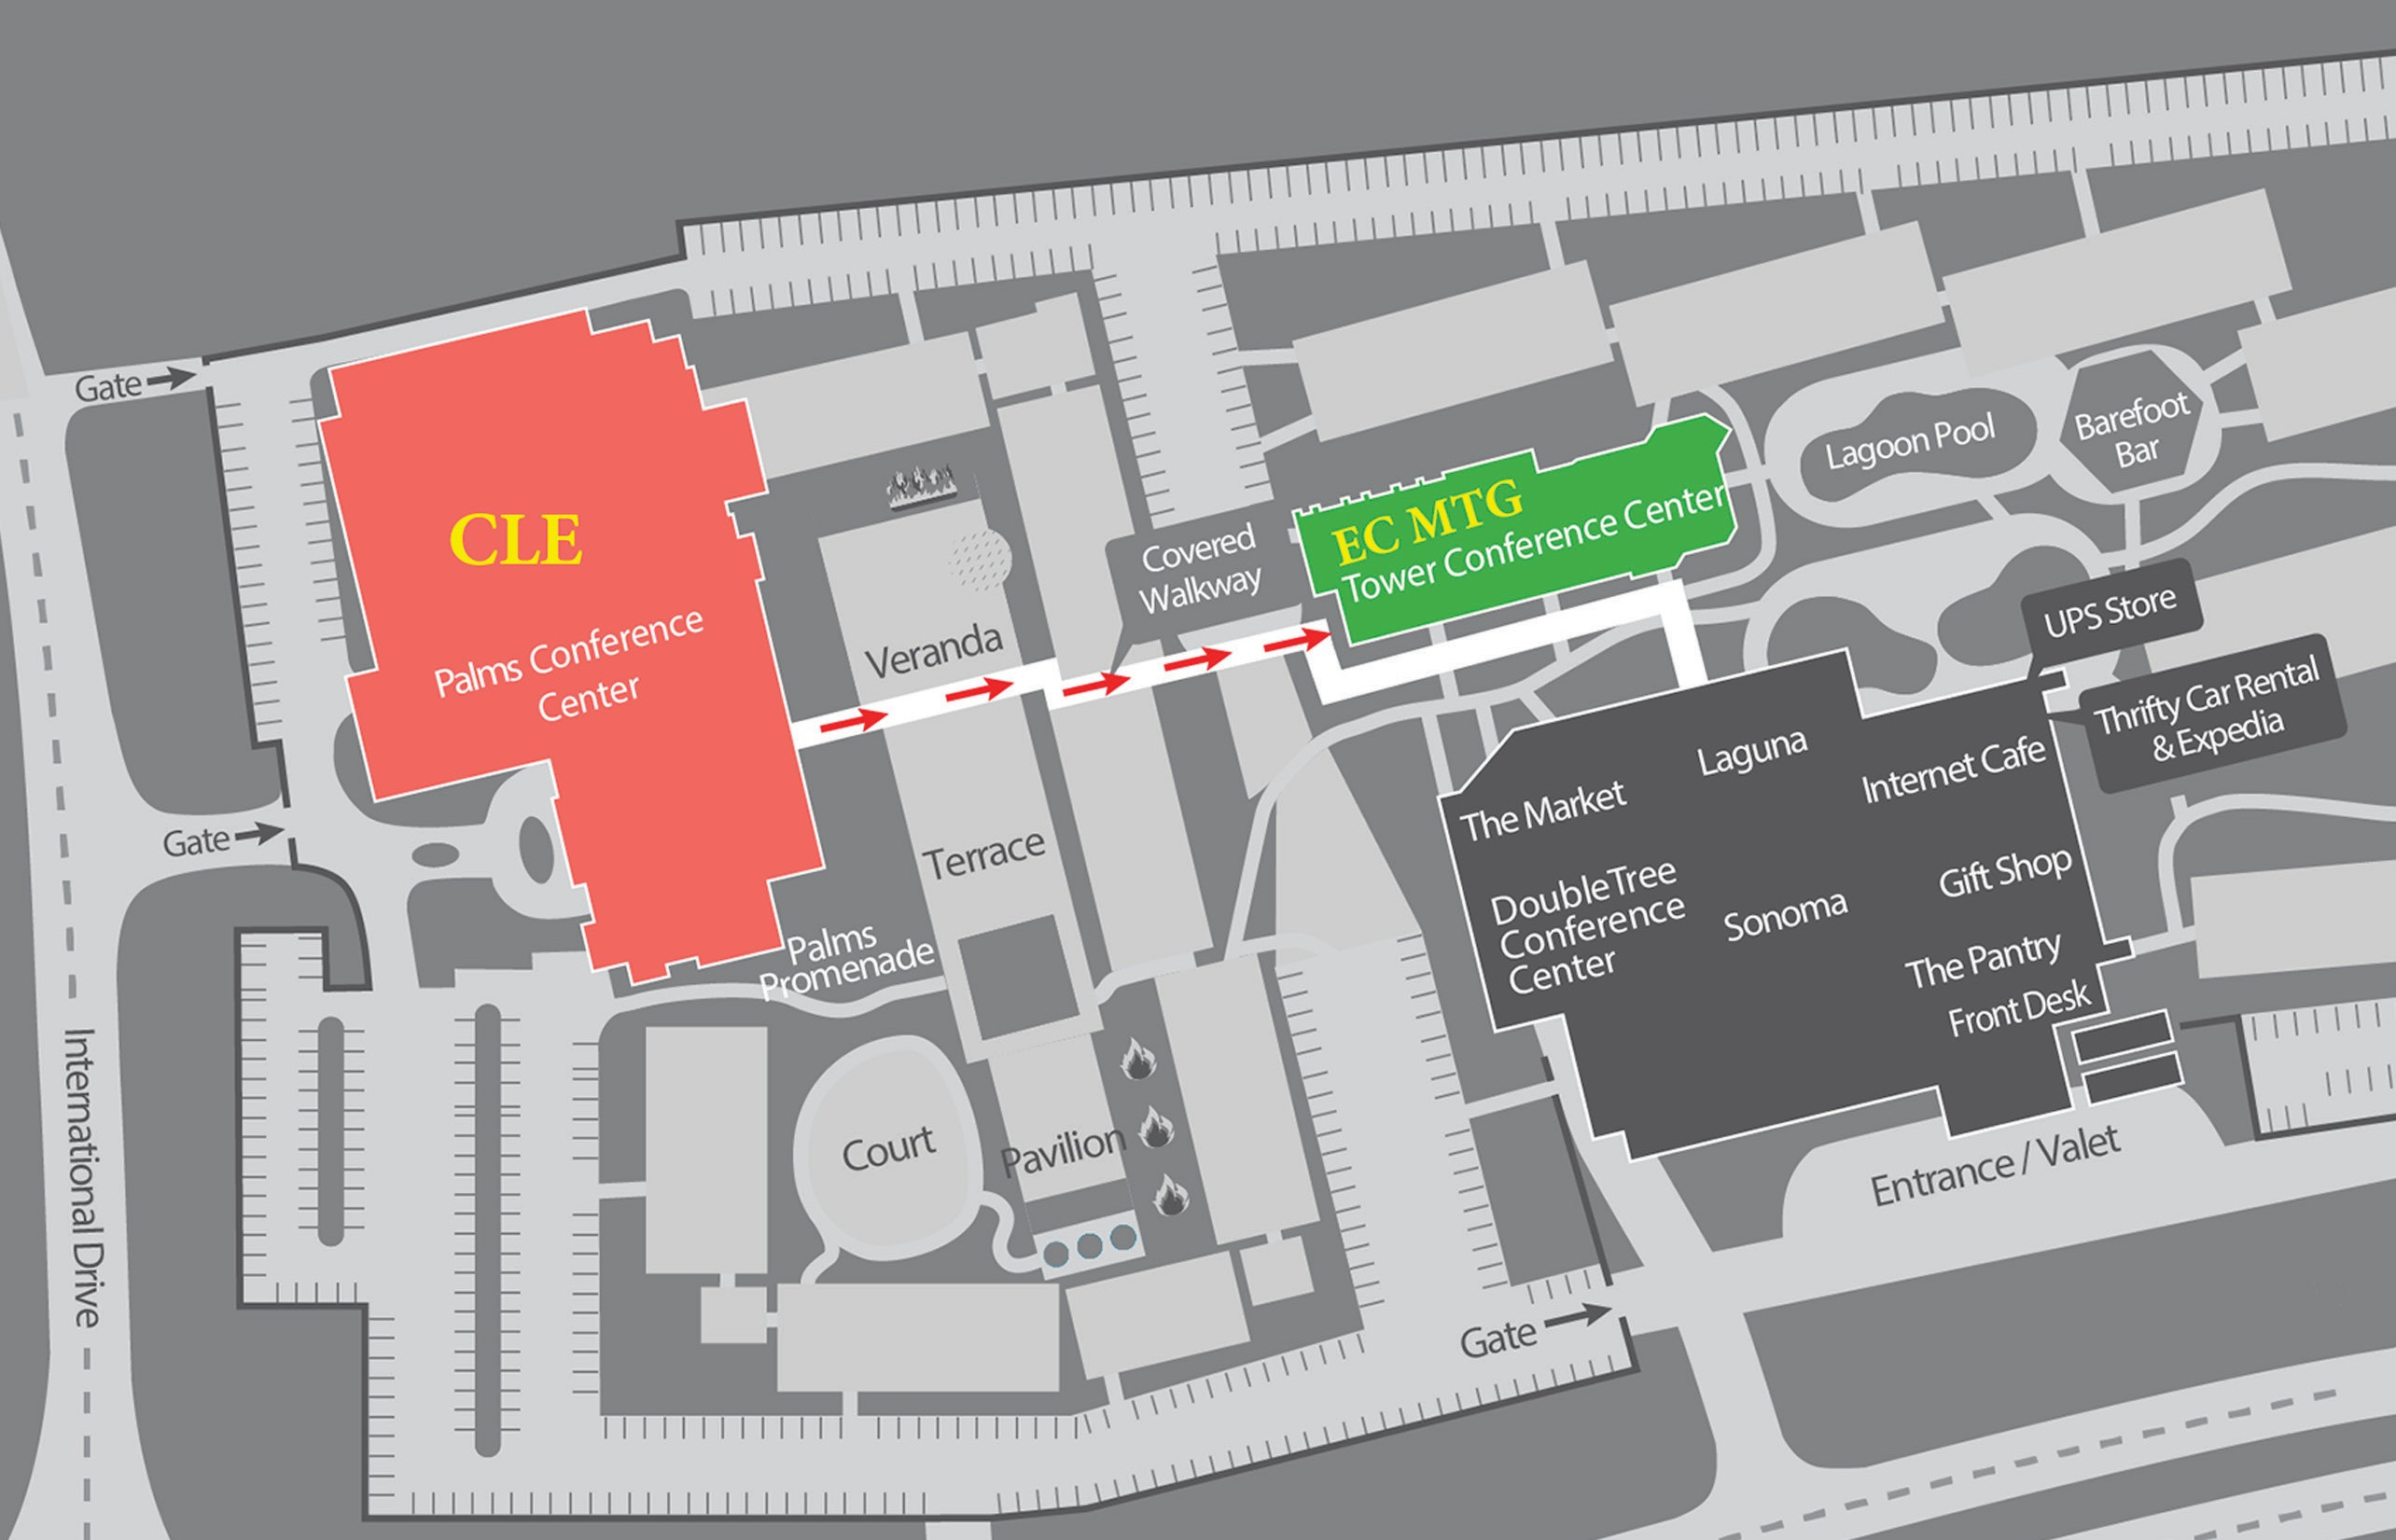 Gate
CLE
Palms Conference
Center
Veranda
Covered
Walkway
EC MTG
Tower Conference Center
Lagoon Pool
Barefoot
Bar
UPS Store
Thrifty Car Rental
& Expedia
Gate
Terrace
Palms
Promenade
The Market
Laguna
Internet Cafe
DoubleTree
Conference
Center
Sonoma
Gift Shop
The Pantry
Front Desk
International Drive
Court
Pavilion
Entrance / Valet
Gate